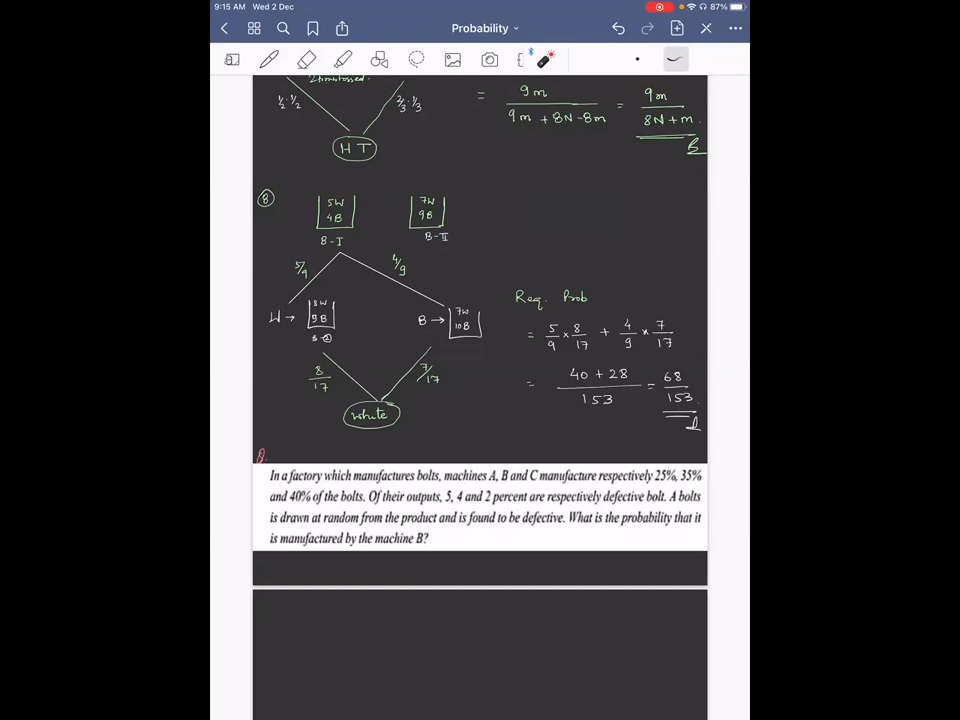 9:15 AM Wed 2 Dec
87%
Probability
2 times tossed.
1/2 · 1/2
2/3 · 1/3
H T
= 9m / 9m + 8N - 8m = 9m / 8N + m.
8
5W
4B
B-I
7W
9B
B-II
5/9
4/9
W →
8W
9B
B →
7W
10B
8/17
7/17
white
Req. Prob
= 5/9 × 8/17 + 4/9 × 7/17
= 40 + 28 / 153 = 68 / 153.
Q.
In a factory which manufactures bolts, machines A, B and C manufacture respectively 25%, 35%
and 40% of the bolts. Of their outputs, 5, 4 and 2 percent are respectively defective bolt. A bolts
is drawn at random from the product and is found to be defective. What is the probability that it
is manufactured by the machine B?